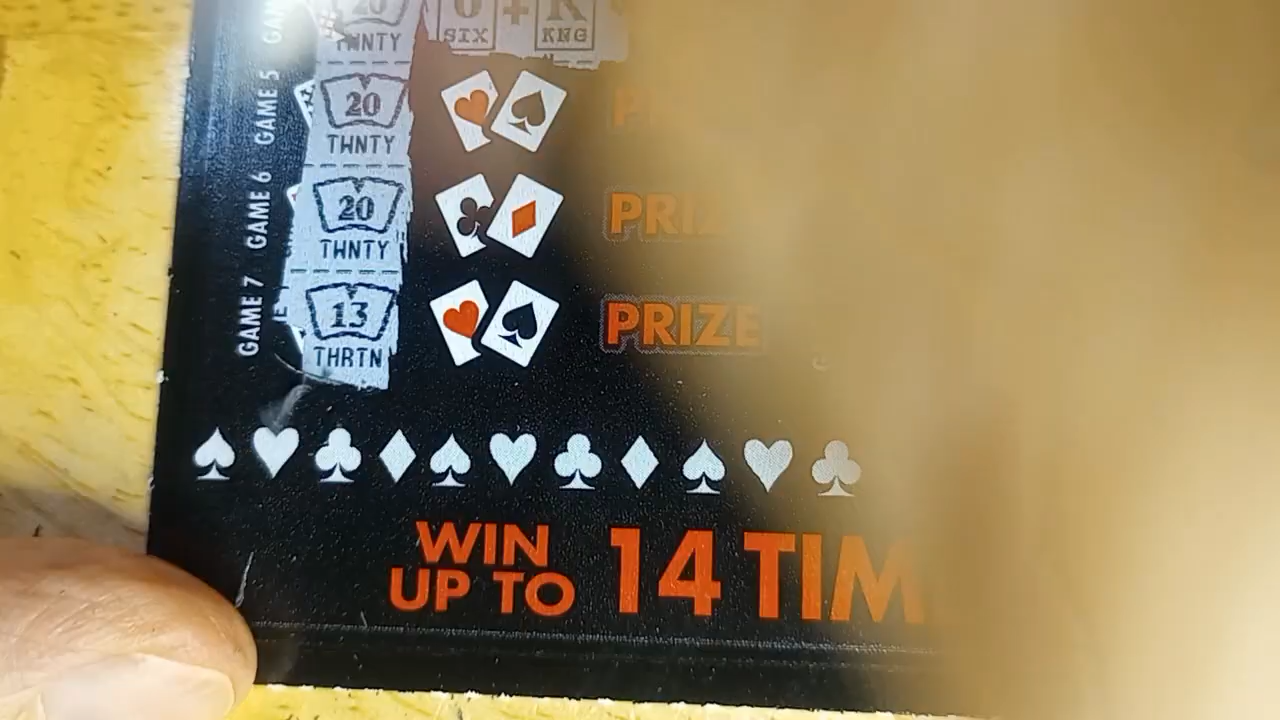 20 6 + K
TWNTY SIX KNG
GAME 5 20
TWNTY
GAME 6 20 PRIZ
TWNTY
GAME 7 13 PRIZE
THRTN
WIN
UP TO 14 TIM